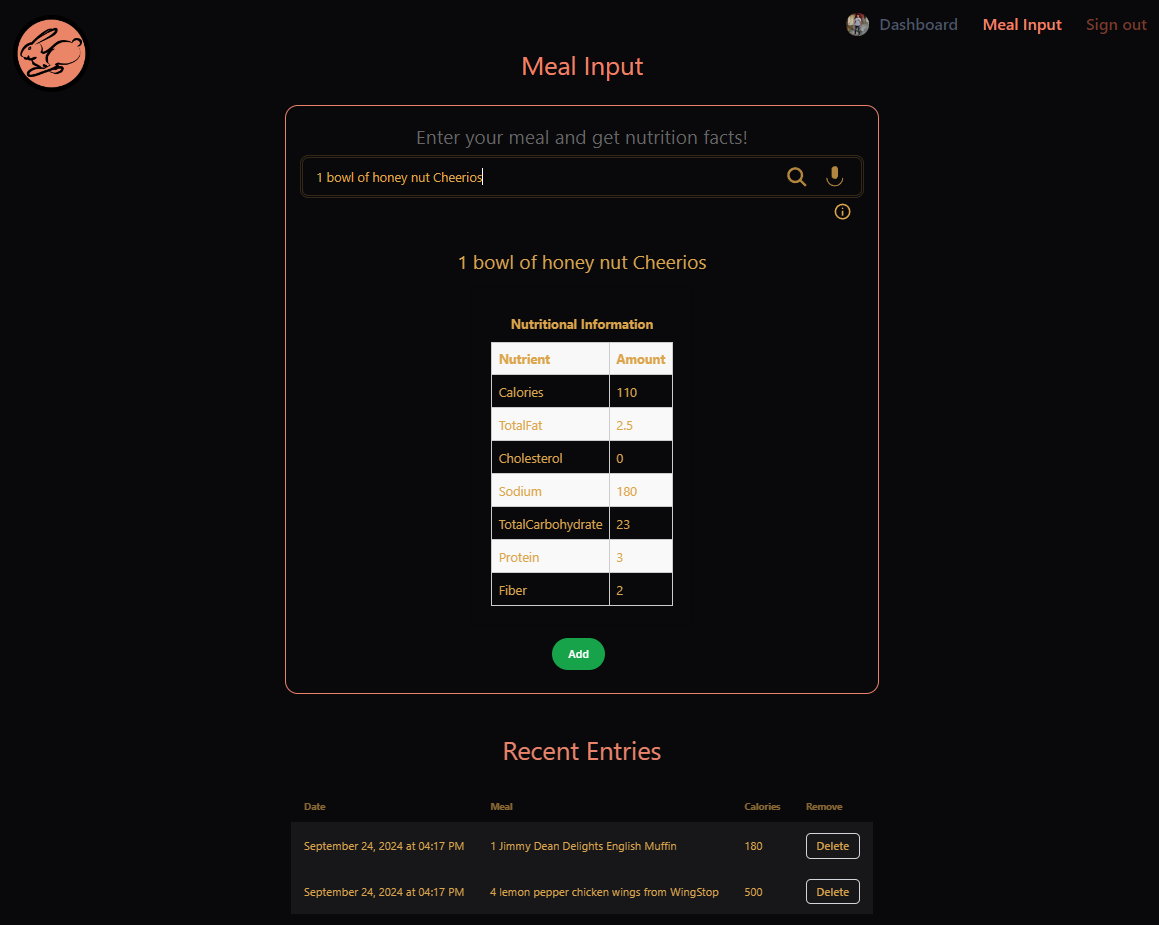 Dashboard Meal Input Sign out
Meal Input
Enter your meal and get nutrition facts!
1 bowl of honey nut Cheerios
1 bowl of honey nut Cheerios
Nutritional Information
Nutrient Amount
Calories 110
TotalFat 2.5
Cholesterol 0
Sodium 180
TotalCarbohydrate 23
Protein 3
Fiber 2
Add
Recent Entries
Date Meal Calories Remove
September 24, 2024 at 04:17 PM 1 Jimmy Dean Delights English Muffin 180 Delete
September 24, 2024 at 04:17 PM 4 lemon pepper chicken wings from WingStop 500 Delete